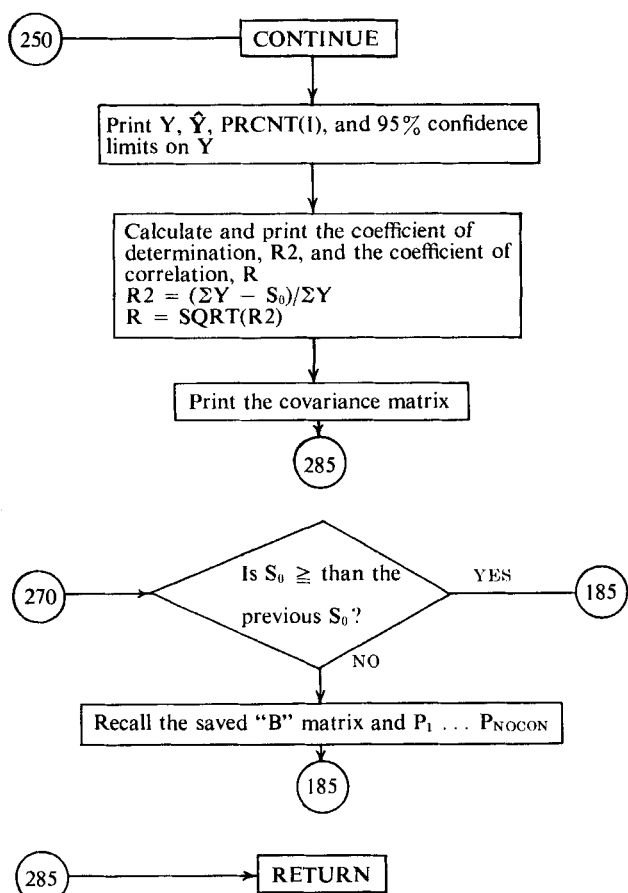 250
CONTINUE
Print Y, Ŷ, PRCNT(I), and 95% confidence
limits on Y
Calculate and print the coefficient of
determination, R2, and the coefficient of
correlation, R
R2 = (ΣY − S₀)/ΣY
R = SQRT(R2)
Print the covariance matrix
285
270
Is S₀ ≧ than the
previous S₀?
YES
185
NO
Recall the saved “B” matrix and P₁ ... P_NOCON
185
285
RETURN